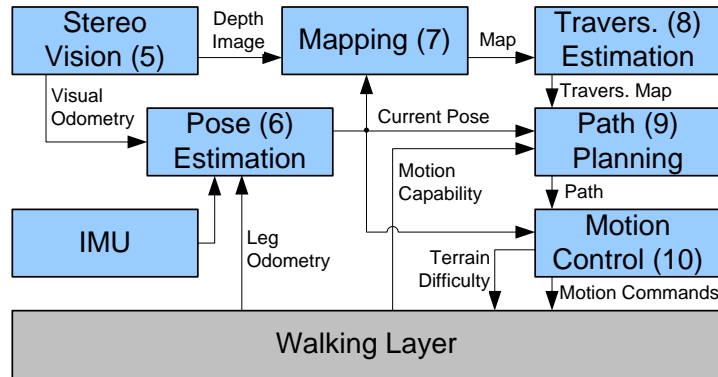 Stereo
Vision (5)
Depth
Image
Mapping (7)
Map
Travers. (8)
Estimation
Visual
Odometry
Travers. Map
Pose (6)
Estimation
Current Pose
Path (9)
Planning
Motion
Capability
Path
IMU
Leg
Odometry
Terrain
Difficulty
Motion
Control (10)
Motion Commands
Walking Layer